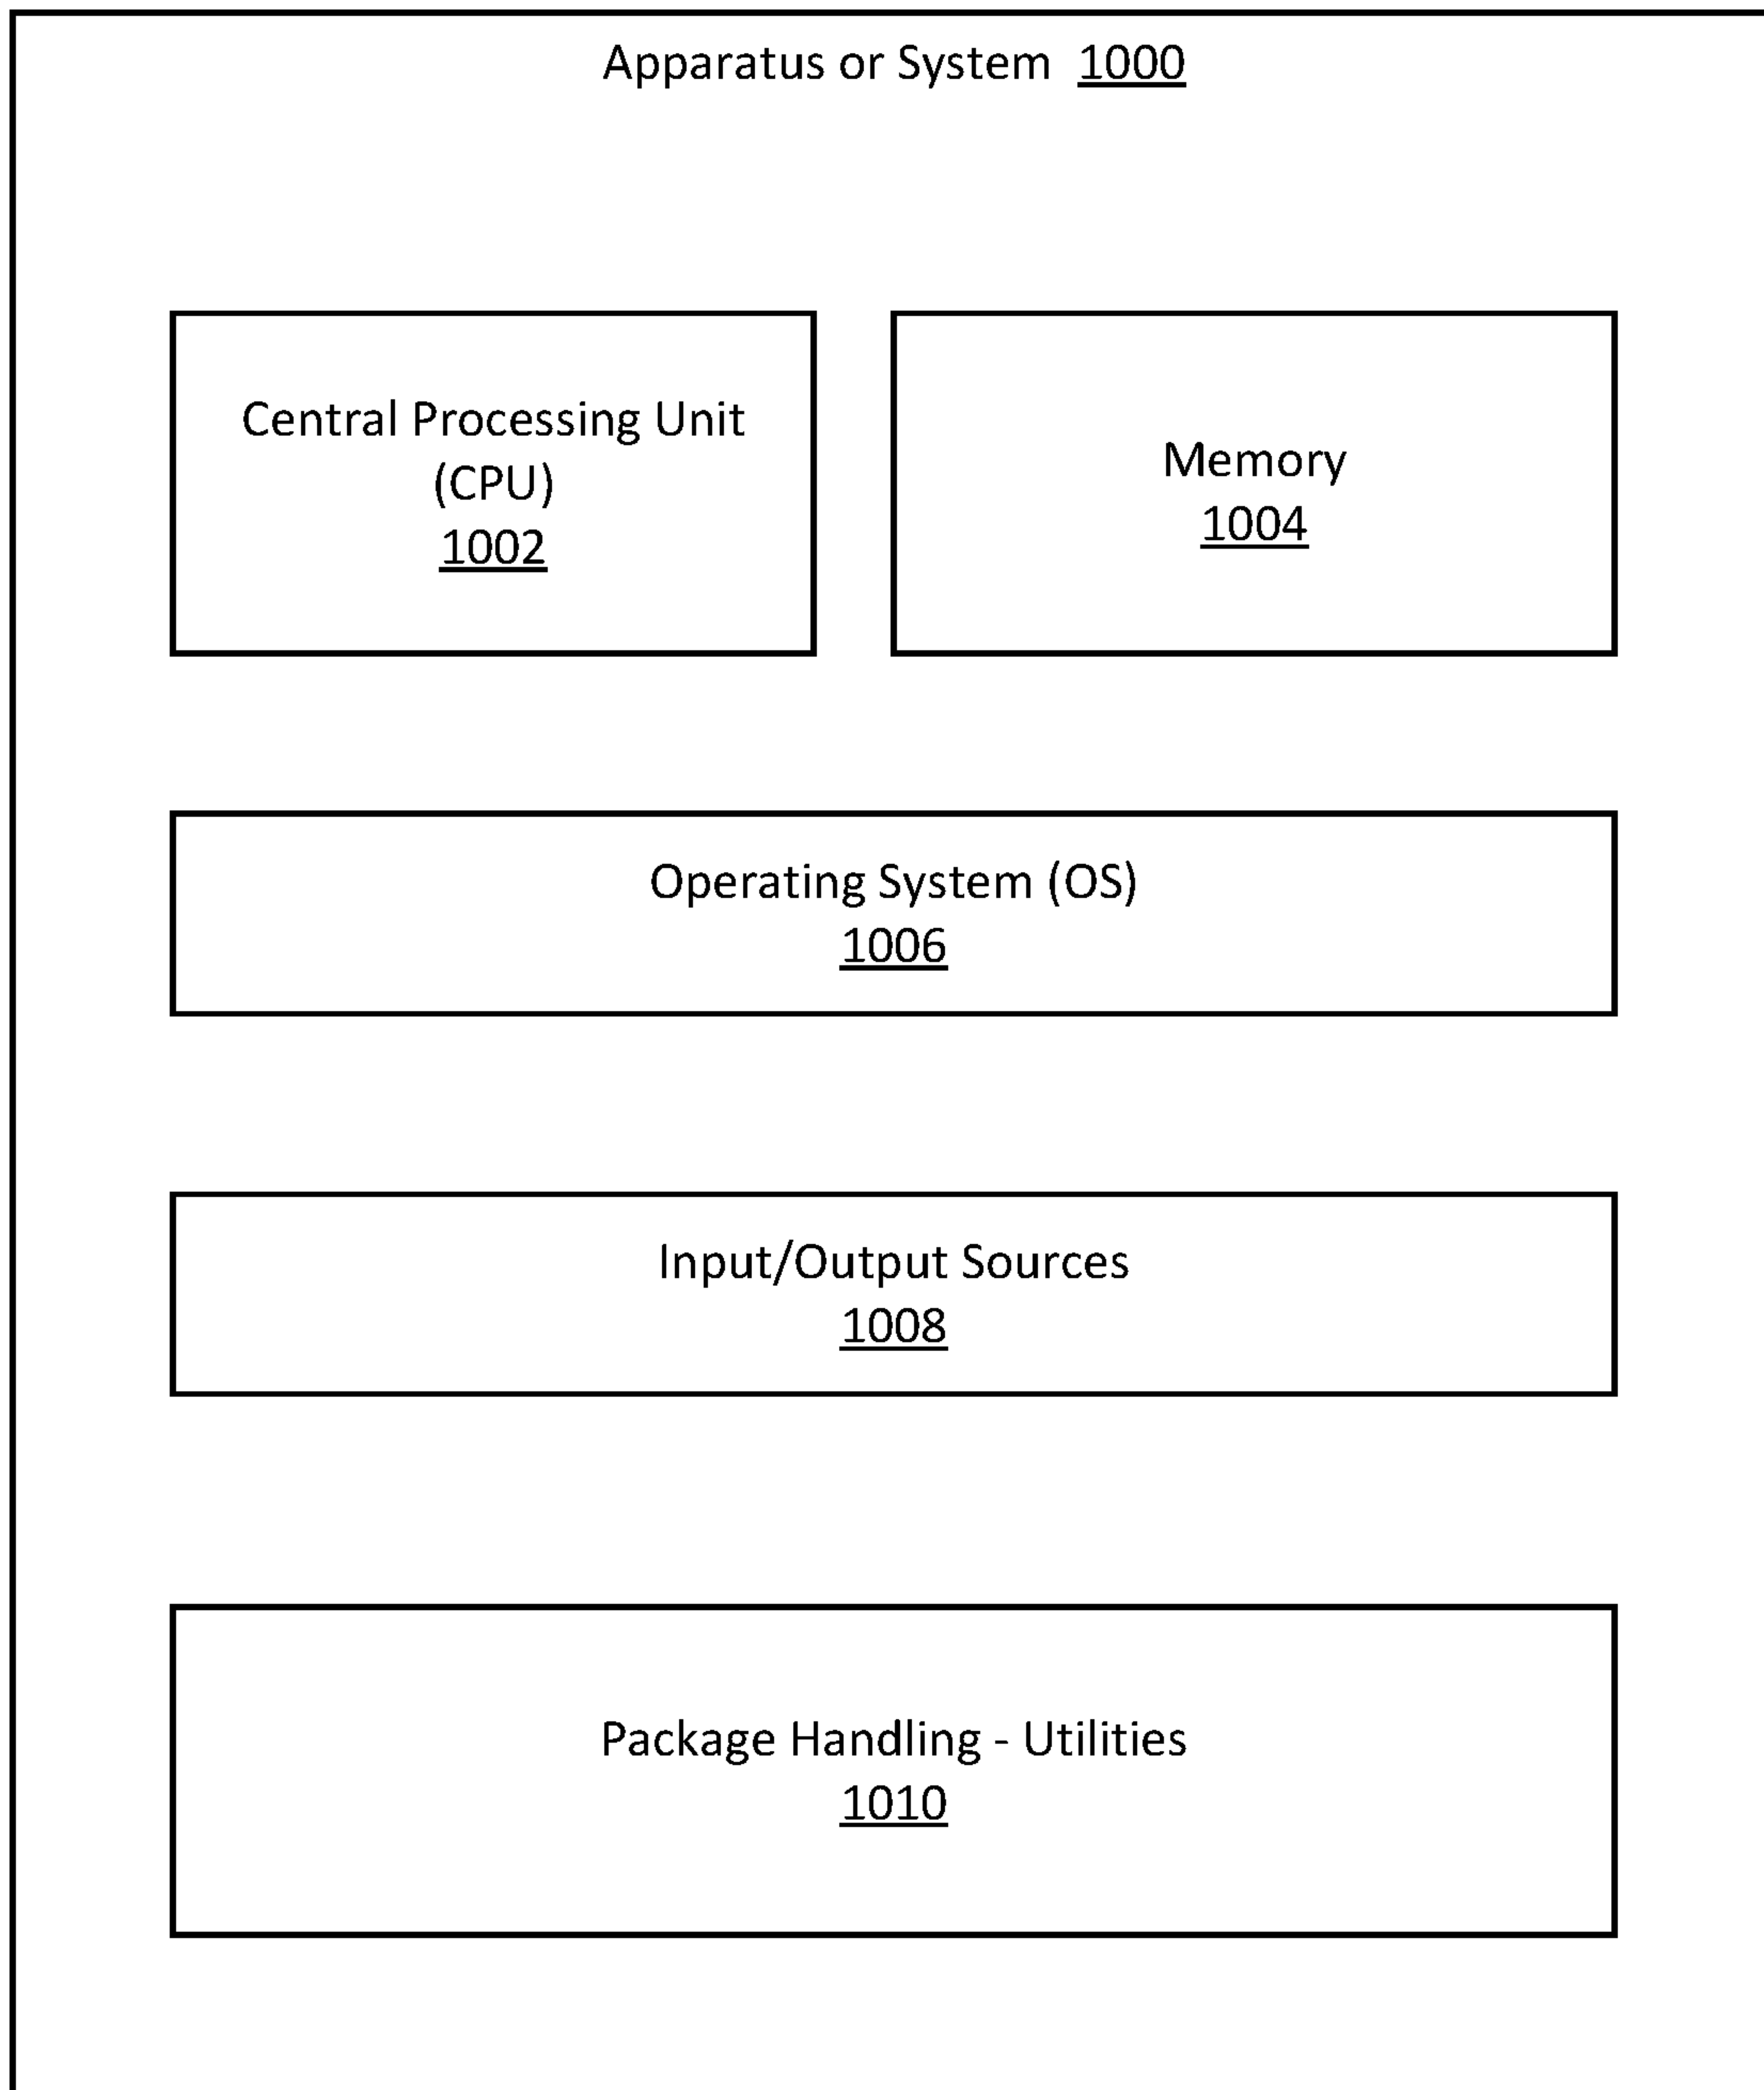 Apparatus or System 1000
Central Processing Unit
(CPU)
1002
Memory
1004
Operating System (OS)
1006
Input/Output Sources
1008
Package Handling - Utilities
1010